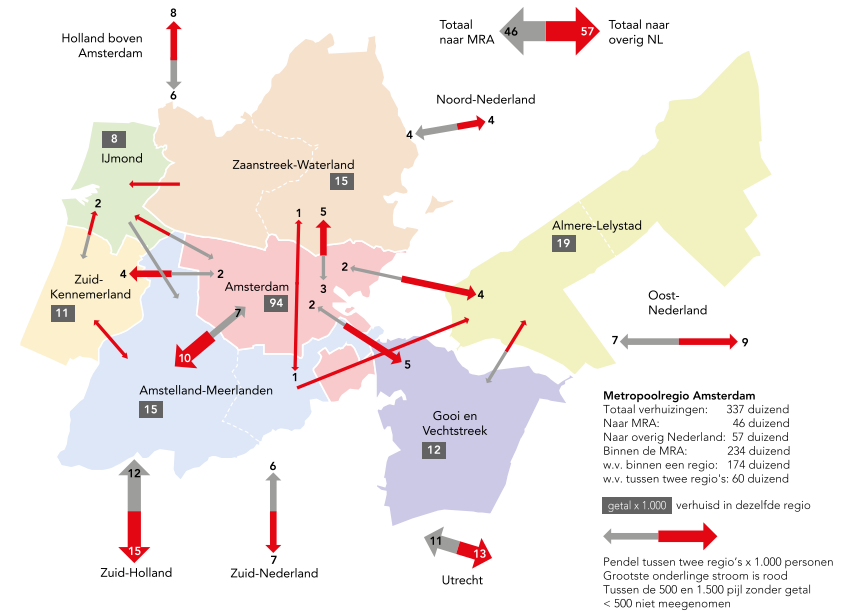 8
Holland boven
Amsterdam
6
Totaal
naar MRA
46
57
Totaal naar
overig NL
Noord-Nederland
4
4
8
IJmond
Zaanstreek-Waterland
15
2
1
5
Almere-Lelystad
19
Zuid-
Kennemerland
11
4
2
Amsterdam
94
3
2
2
7
4
Oost-
Nederland
7
9
10
5
1
Amstelland-Meerlanden
15
Gooi en
Vechtstreek
12
Metropoolregio Amsterdam
Totaal verhuizingen: 337 duizend
Naar MRA: 46 duizend
Naar overig Nederland: 57 duizend
Binnen de MRA: 234 duizend
w.v. binnen een regio: 174 duizend
w.v. tussen twee regio's: 60 duizend
getal x 1.000 verhuisd in dezelfde regio
Pendel tussen twee regio's x 1.000 personen
Grootste onderlinge stroom is rood
Tussen de 500 en 1.500 pijl zonder getal
< 500 niet meegenomen
12
15
Zuid-Holland
6
7
Zuid-Nederland
11
13
Utrecht